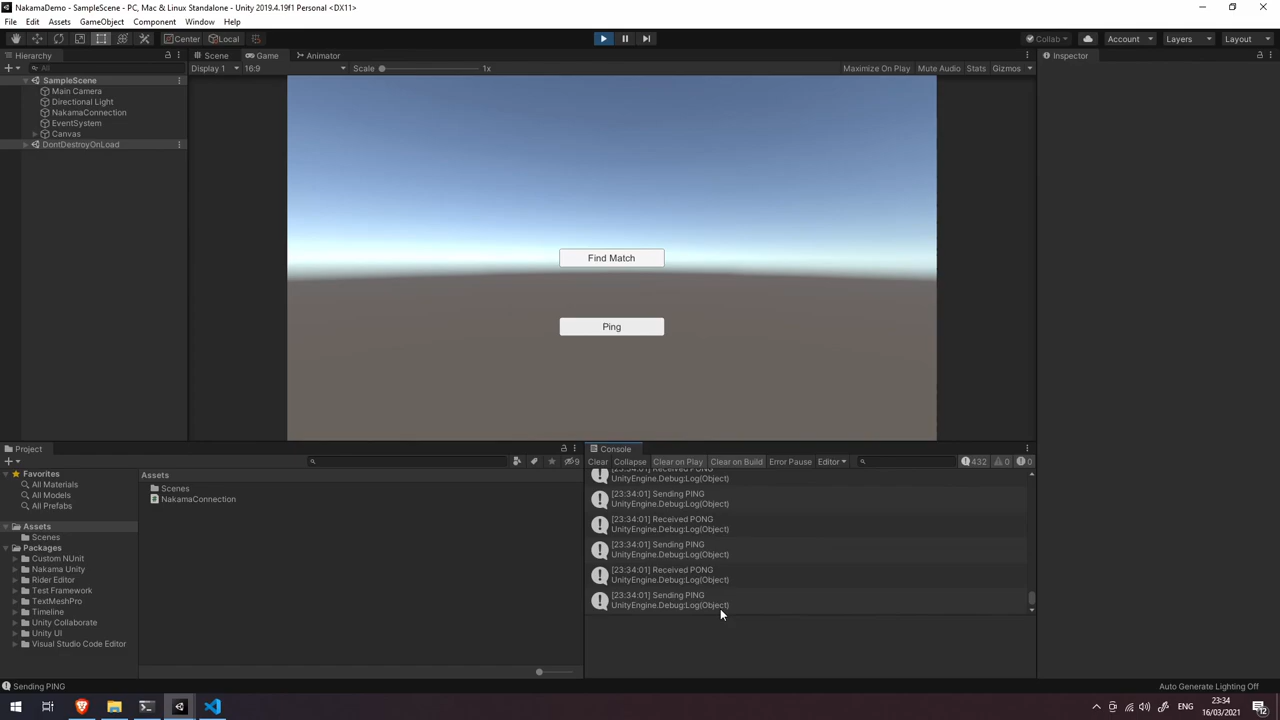 NakamaDemo - SampleScene - PC, Mac & Linux Standalone - Unity 2019.4.19f1 Personal <DX11>
File Edit Assets GameObject Component Window Help
Center Local Collab Account Layers Layout
Hierarchy
All
SampleScene
Main Camera
Directional Light
NakamaConnection
EventSystem
Canvas
DontDestroyOnLoad
Scene Game Animator
Display 1 16:9 Scale 1x Maximize On Play Mute Audio Stats Gizmos
Find Match
Ping
Inspector
Project
9
Favorites
All Materials
All Models
All Prefabs
Assets
Scenes
Packages
Custom NUnit
Nakama Unity
Rider Editor
Test Framework
TextMeshPro
Timeline
Unity Collaborate
Unity UI
Visual Studio Code Editor
Assets
Scenes
NakamaConnection
Console
Clear Collapse Clear on Play Clear on Build Error Pause Editor 432 0 0
[23:34:01] Received PONG
UnityEngine.Debug:Log(Object)
[23:34:01] Sending PING
UnityEngine.Debug:Log(Object)
[23:34:01] Received PONG
UnityEngine.Debug:Log(Object)
[23:34:01] Sending PING
UnityEngine.Debug:Log(Object)
[23:34:01] Received PONG
UnityEngine.Debug:Log(Object)
[23:34:01] Sending PING
UnityEngine.Debug:Log(Object)
Sending PING
Auto Generate Lighting Off
ENG
23:34
16/03/2021
12